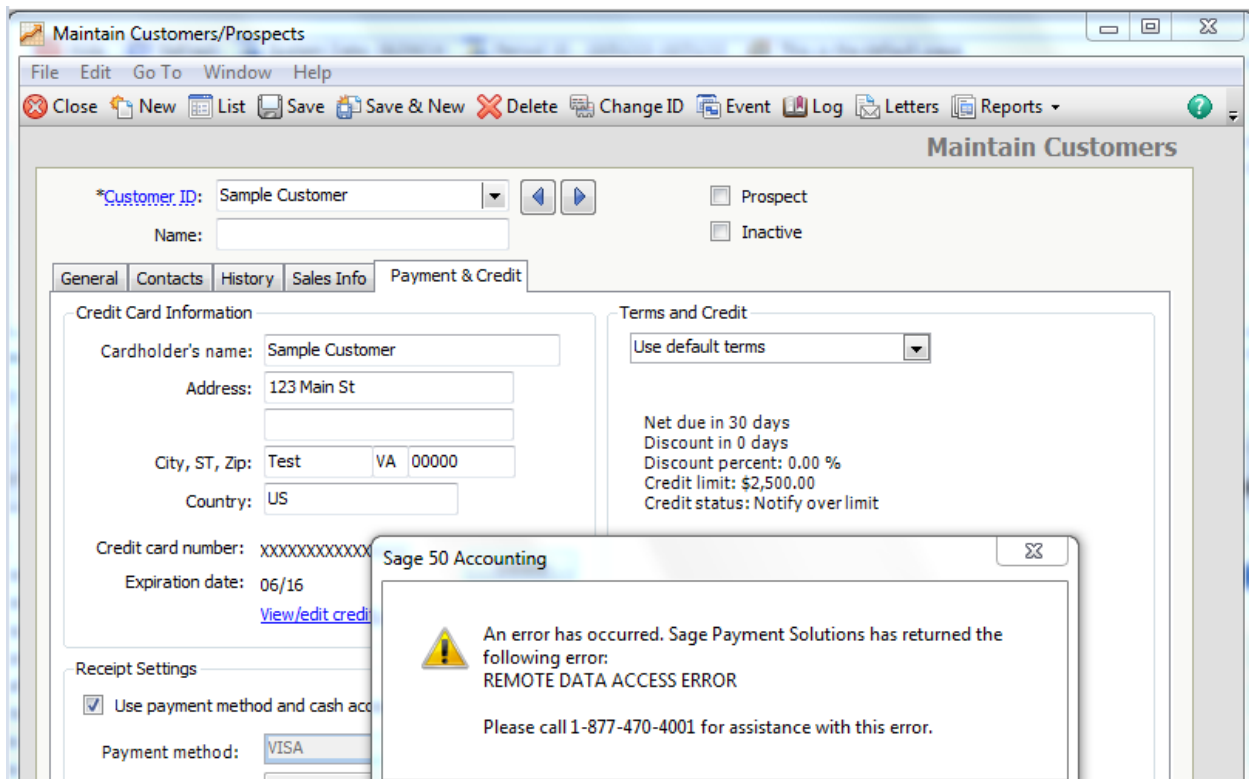 Maintain Customers/Prospects
File Edit Go To Window Help
Close New List Save Save & New Delete Change ID Event Log Letters Reports
Maintain Customers
*Customer ID: Sample Customer
Prospect
Name:
Inactive
General Contacts History Sales Info Payment & Credit
Credit Card Information
Cardholder's name: Sample Customer
Address: 123 Main St
City, ST, Zip: Test VA 00000
Country: US
Credit card number: XXXXXXXXXXXX
Expiration date: 06/16
View/edit credi
Receipt Settings
Use payment method and cash acc
Payment method: VISA
Terms and Credit
Use default terms
Net due in 30 days
Discount in 0 days
Discount percent: 0.00 %
Credit limit: $2,500.00
Credit status: Notify over limit
Sage 50 Accounting
An error has occurred. Sage Payment Solutions has returned the
following error:
REMOTE DATA ACCESS ERROR
Please call 1-877-470-4001 for assistance with this error.